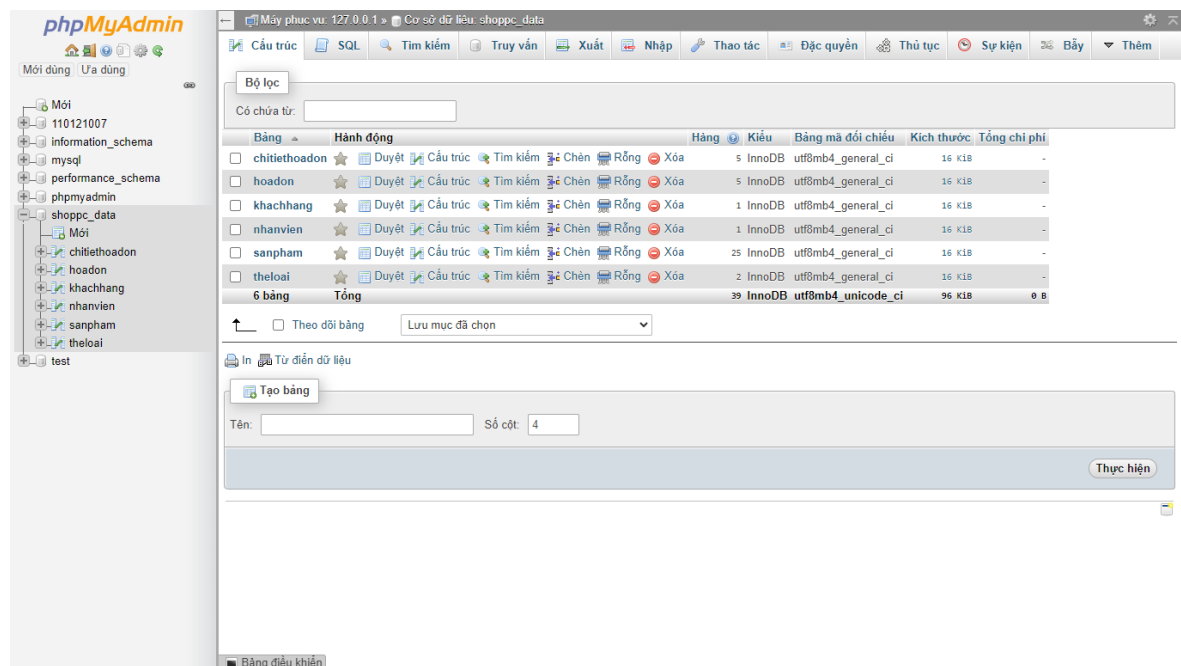 phpMyAdmin
Mới dùng Ưa dùng
Mới
110121007
information_schema
mysql
performance_schema
phpmyadmin
shoppc_data
Mới
chitiethoadon
hoadon
khachhang
nhanvien
sanpham
theloai
test
Máy phục vụ: 127.0.0.1 » Cơ sở dữ liệu: shoppc_data
Cấu trúc SQL Tìm kiếm Truy vấn Xuất Nhập Thao tác Đặc quyền Thủ tục Sự kiện Bẫy Thêm
Bộ lọc
Có chứa từ:
Bảng Hành động Hàng Kiểu Bảng mã đối chiếu Kích thước Tổng chi phí
chitiethoadon Duyệt Cấu trúc Tìm kiếm Chèn Rỗng Xóa 5 InnoDB utf8mb4_general_ci 16 KiB -
hoadon Duyệt Cấu trúc Tìm kiếm Chèn Rỗng Xóa 5 InnoDB utf8mb4_general_ci 16 KiB -
khachhang Duyệt Cấu trúc Tìm kiếm Chèn Rỗng Xóa 1 InnoDB utf8mb4_general_ci 16 KiB -
nhanvien Duyệt Cấu trúc Tìm kiếm Chèn Rỗng Xóa 1 InnoDB utf8mb4_general_ci 16 KiB -
sanpham Duyệt Cấu trúc Tìm kiếm Chèn Rỗng Xóa 25 InnoDB utf8mb4_general_ci 16 KiB -
theloai Duyệt Cấu trúc Tìm kiếm Chèn Rỗng Xóa 2 InnoDB utf8mb4_general_ci 16 KiB -
6 bảng Tổng 39 InnoDB utf8mb4_unicode_ci 96 KiB 0 B
Theo dõi bảng Lưu mục đã chọn
In Từ điển dữ liệu
Tạo bảng
Tên: Số cột: 4
Thực hiện
Bảng điều khiển